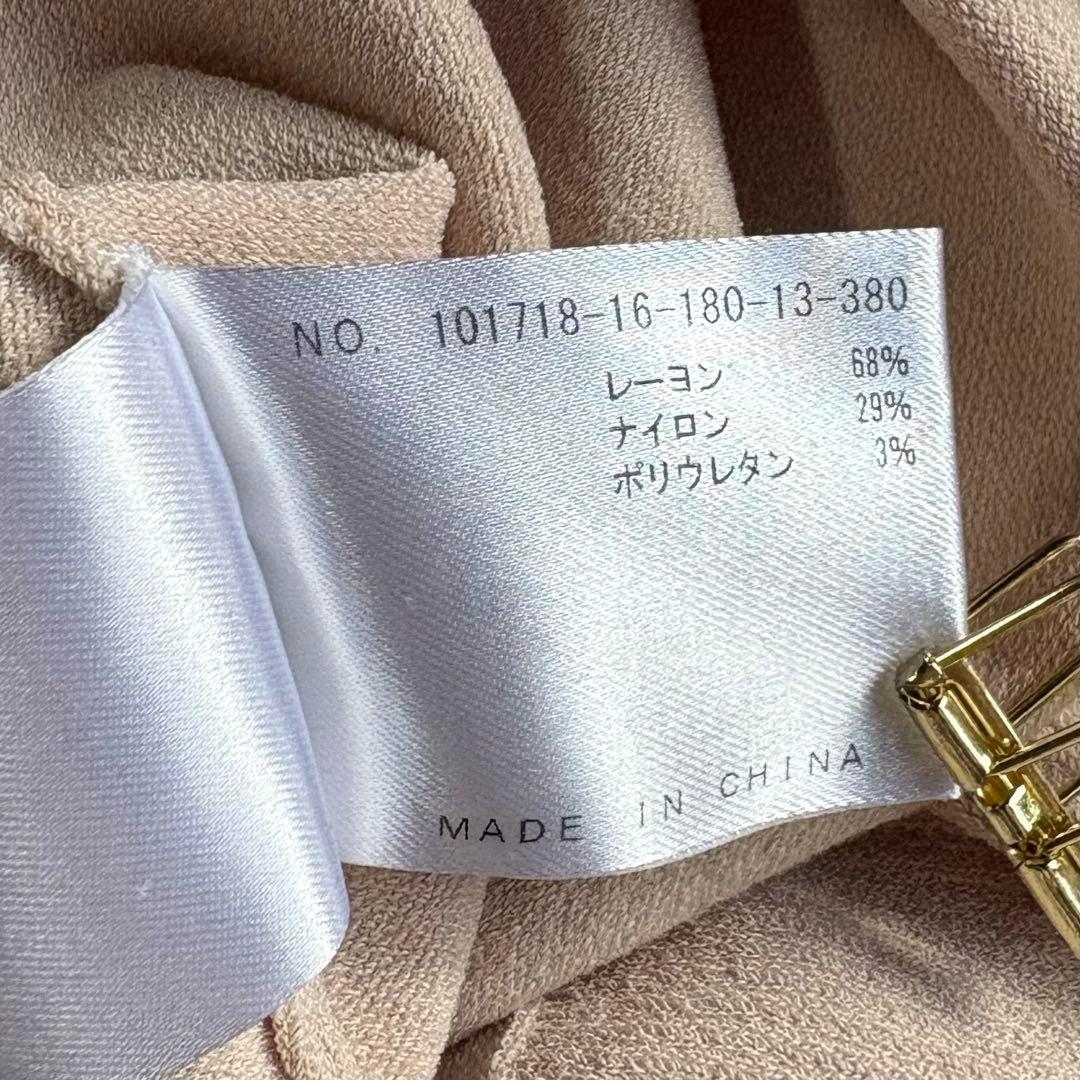 NO. 101718-16-180-13-380
レーヨン 68%
ナイロン 29%
ポリウレタン 3%
MADE IN CHINA